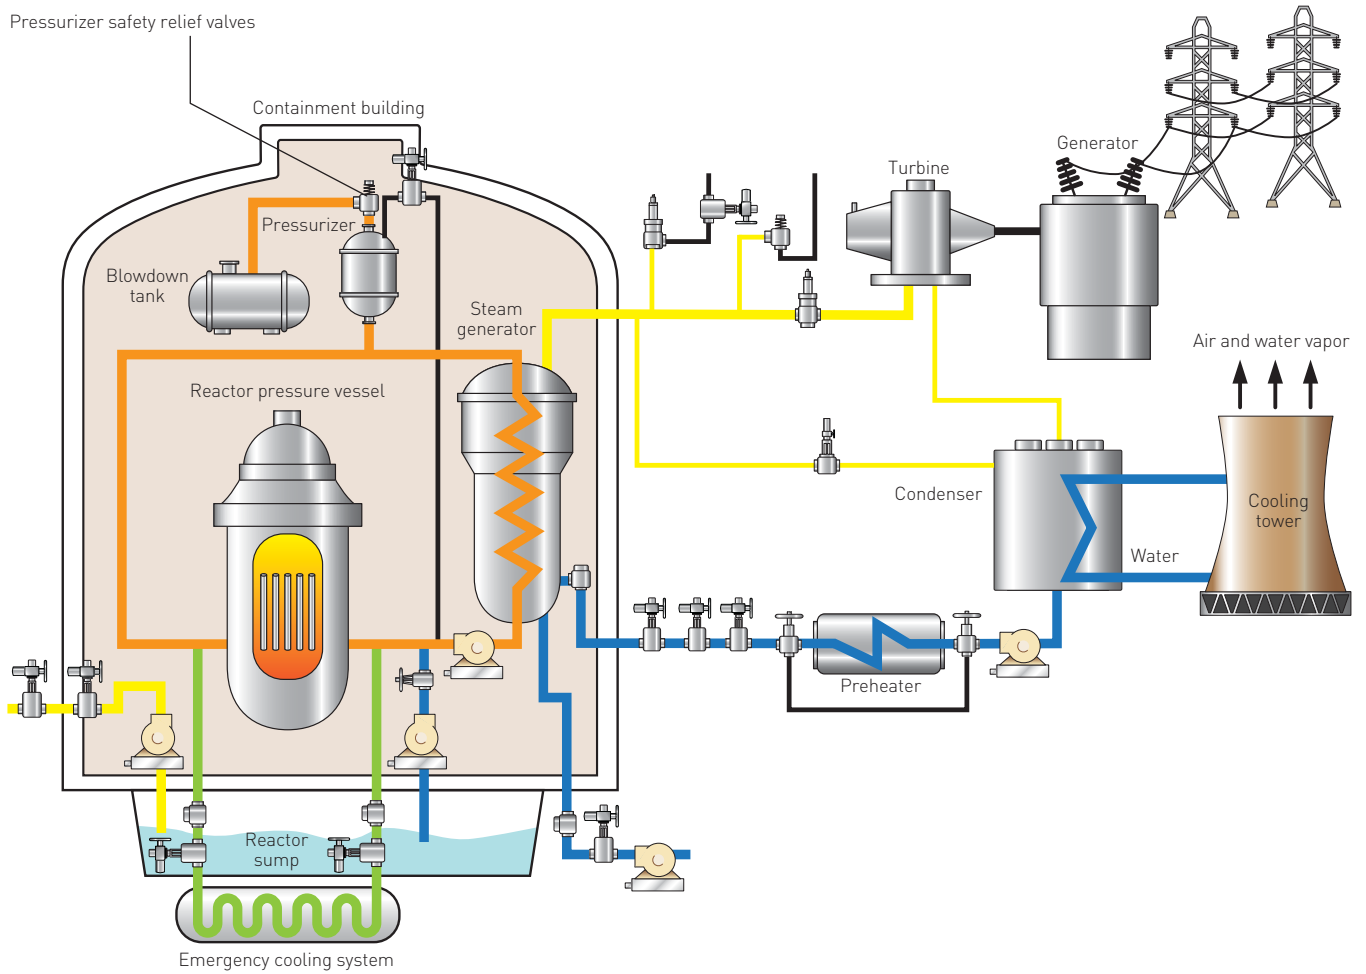 Pressurizer safety relief valves
Containment building
Generator
Turbine
Pressurizer
Blowdown
tank
Steam
generator
Air and water vapor
Reactor pressure vessel
Condenser
Cooling
tower
Water
Preheater
Reactor
sump
Emergency cooling system